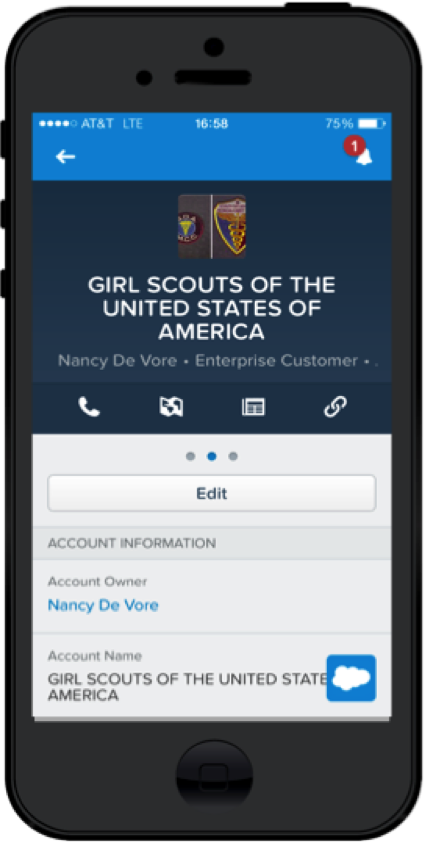 AT&T LTE 16:58 75%
1
GIRL SCOUTS OF THE
UNITED STATES OF
AMERICA
Nancy De Vore • Enterprise Customer • .
Edit
ACCOUNT INFORMATION
Account Owner
Nancy De Vore
Account Name
GIRL SCOUTS OF THE UNITED STATE
AMERICA